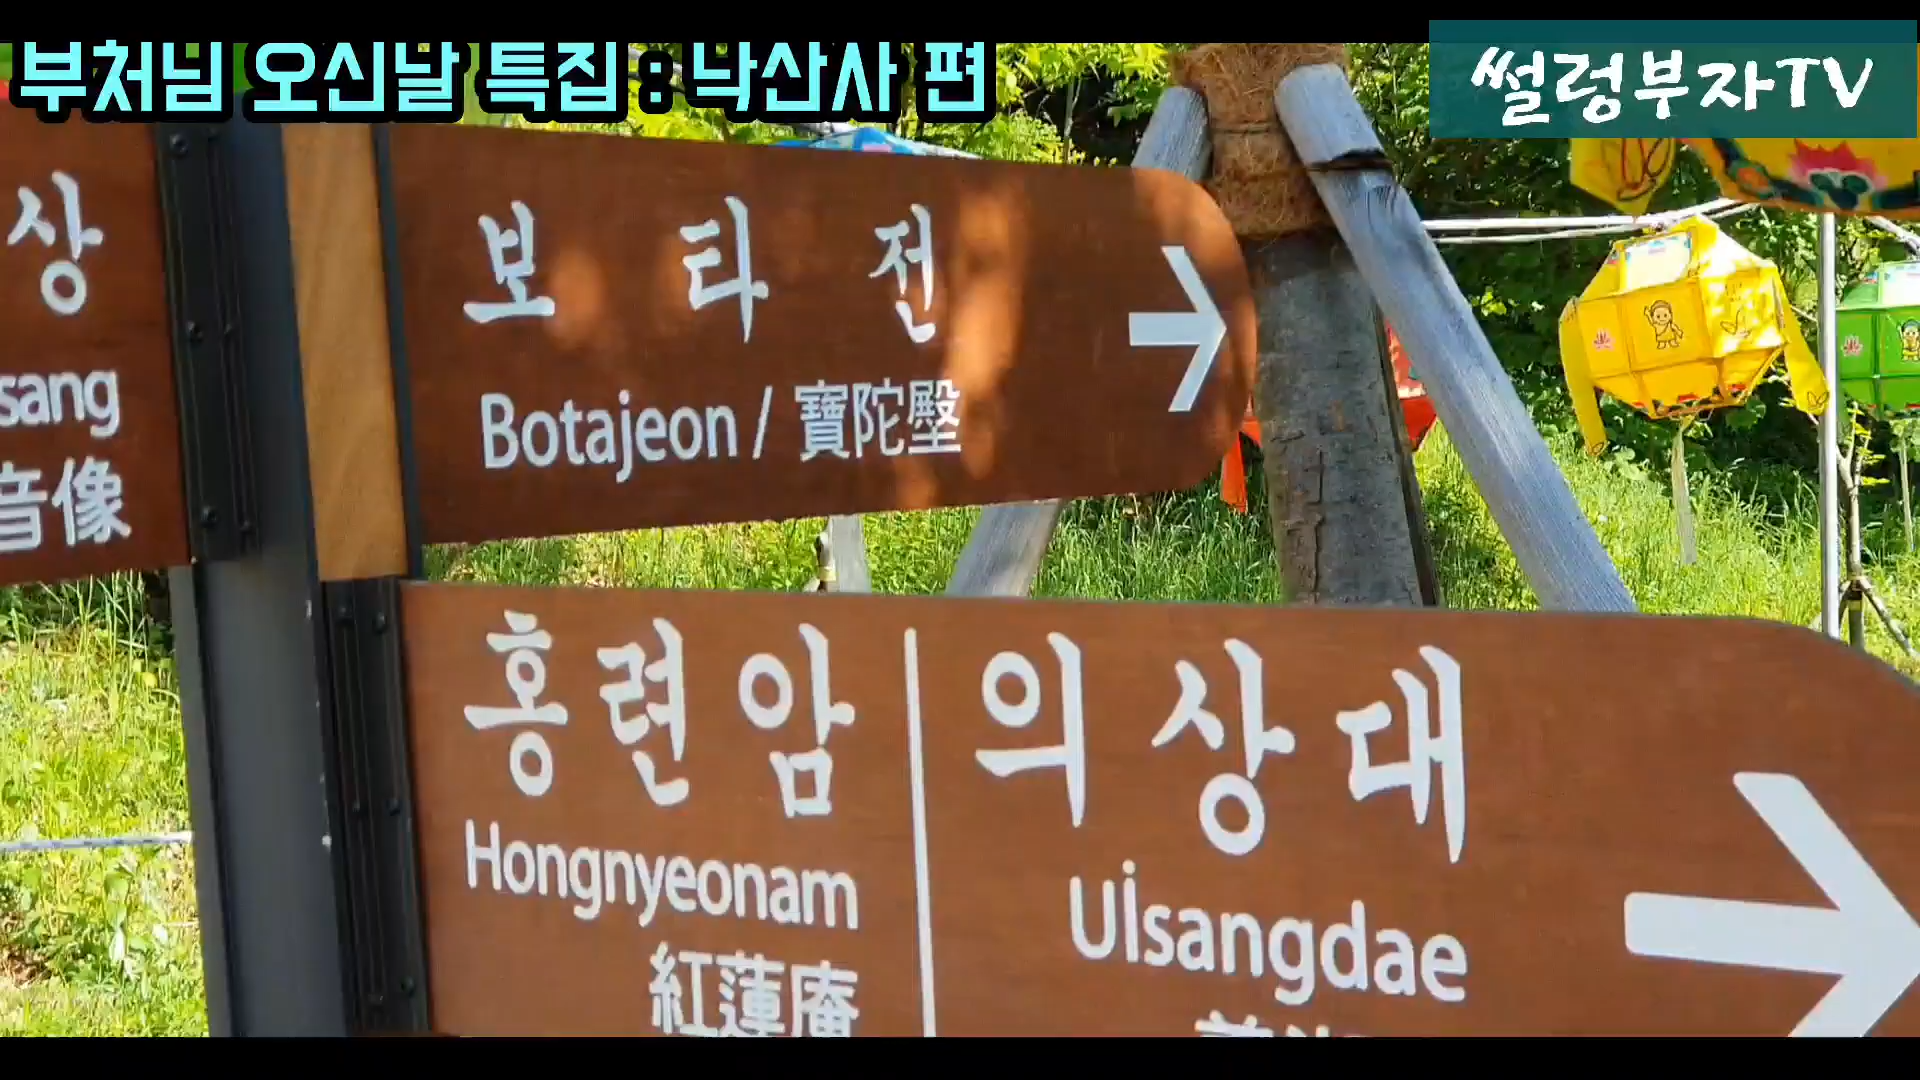 부처님 오신날 특집 : 낙산사 편
썰렁부자TV
상
sang
音像
보타전
Botajeon / 寶陀殿
홍련암
Hongnyeonam
紅蓮庵
의상대
Uisangdae